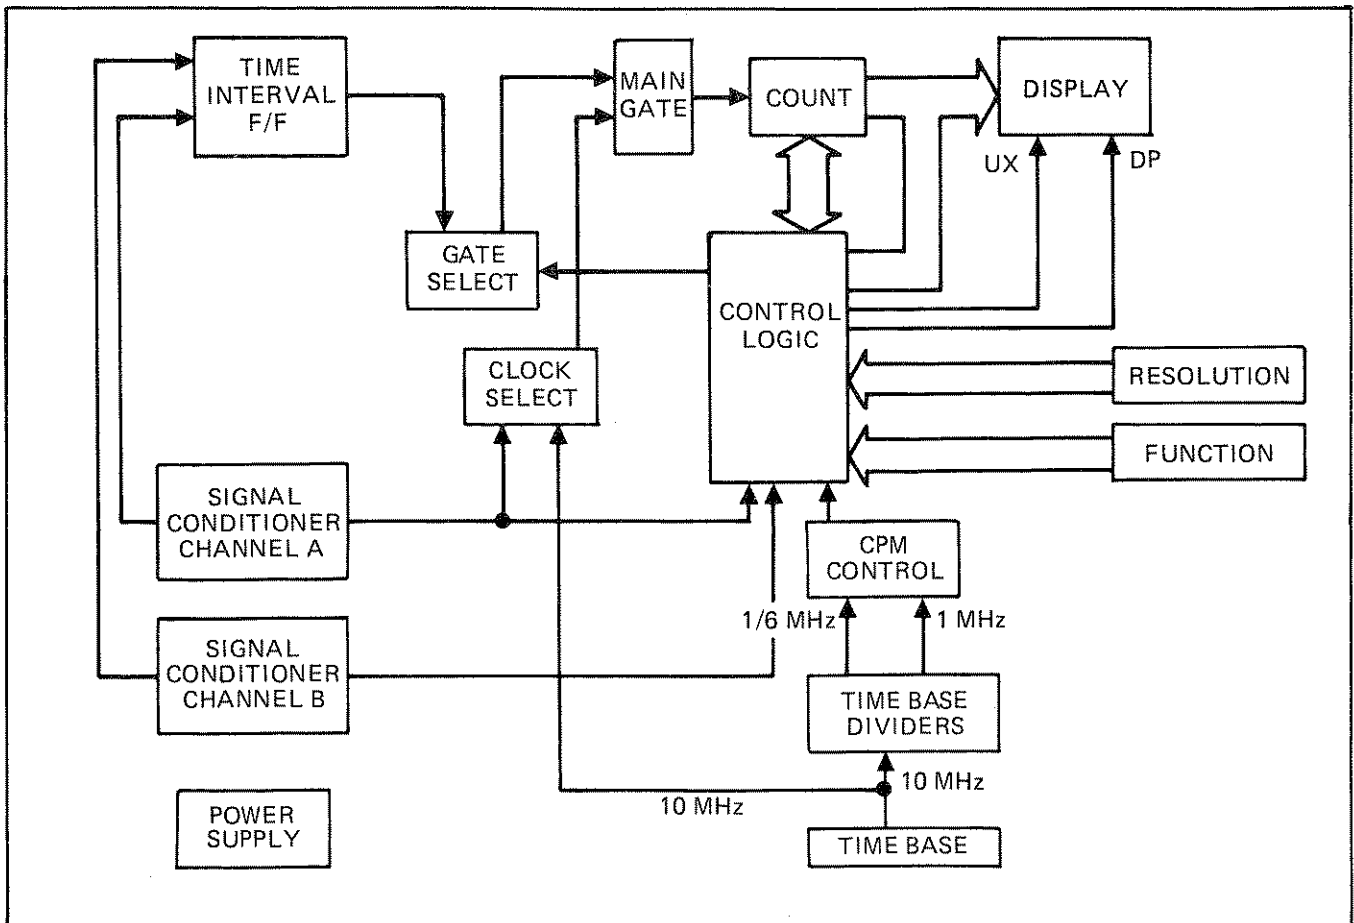 TIME
INTERVAL
F/F
MAIN
GATE
COUNT
DISPLAY
UX
DP
GATE
SELECT
CONTROL
LOGIC
CLOCK
SELECT
RESOLUTION
FUNCTION
SIGNAL
CONDITIONER
CHANNEL A
CPM
CONTROL
1/6 MHz
1 MHz
SIGNAL
CONDITIONER
CHANNEL B
TIME BASE
DIVIDERS
10 MHz
10 MHz
POWER
SUPPLY
TIME BASE